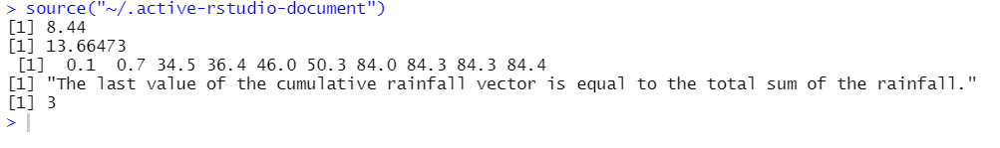 > source("~/.active-rstudio-document")
[1] 8.44
[1] 13.66473
 [1]  0.1  0.7 34.5 36.4 46.0 50.3 84.0 84.3 84.3 84.4
[1] "The last value of the cumulative rainfall vector is equal to the total sum of the rainfall."
[1] 3
>